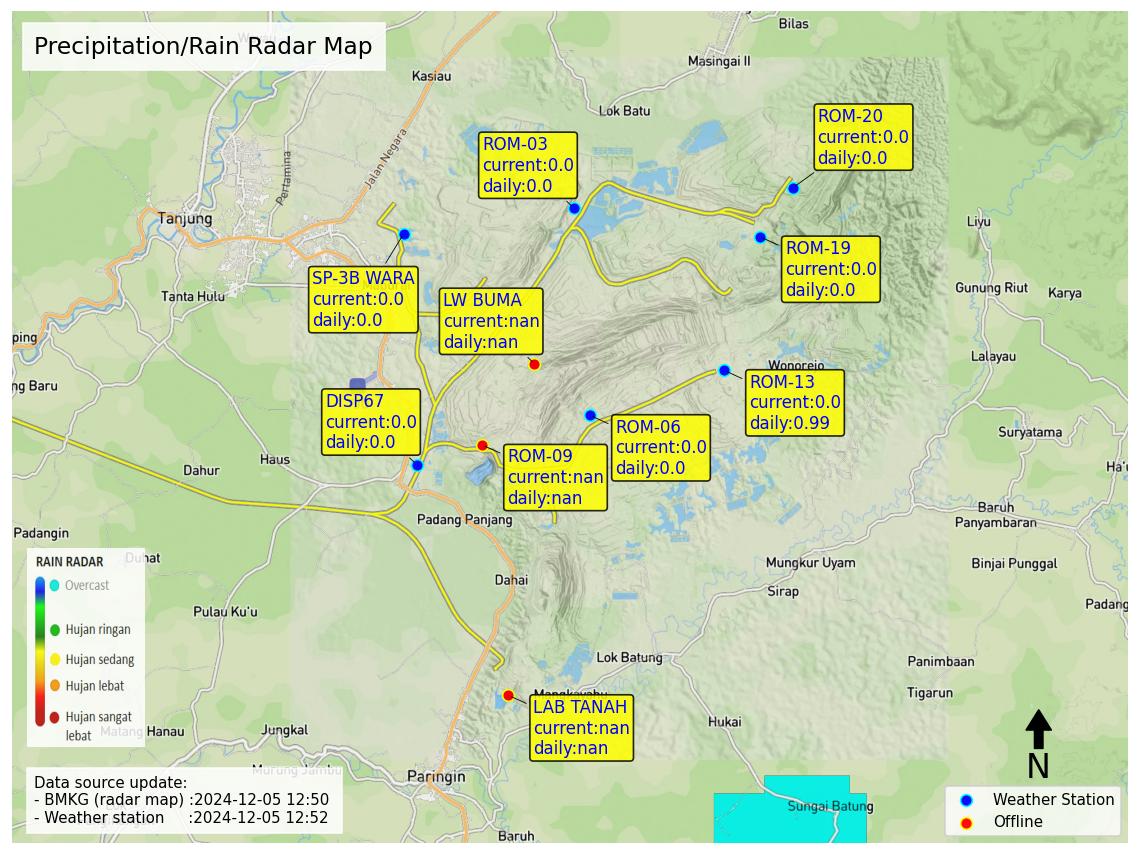 Precipitation/Rain Radar Map
Bilas
Masingai II
Kasiau
Lok Batu
Jalan Negara
Pertamina
Tanjung
Tanta Hulu
ROM-03
current:0.0
daily:0.0
ROM-20
current:0.0
daily:0.0
ROM-19
current:0.0
daily:0.0
SP-3B WARA
current:0.0
daily:0.0
LW BUMA
current:nan
daily:nan
Liyu
Gunung Riut
Karya
Lalayau
ping
ng Baru
Wonorejo
ROM-13
current:0.0
daily:0.99
DISP67
current:0.0
daily:0.0
ROM-06
current:0.0
daily:0.0
ROM-09
current:nan
daily:nan
Suryatama
Ha'u
Haus
Dahur
Padang Panjang
Baruh
Panyambaran
Padangin
Duhat
Dahai
Mungkur Uyam
Binjai Punggal
Sirap
Padang
Pulau Ku'u
RAIN RADAR
Overcast
Hujan ringan
Hujan sedang
Hujan lebat
Hujan sangat
lebat
Lok Batung
Panimbaan
Tigarun
Mangkayahu
LAB TANAH
current:nan
daily:nan
Hukai
Matang Hanau
Jungkal
Murung Jambu
Paringin
Sungai Batung
Baruh
Data source update:
- BMKG (radar map) :2024-12-05 12:50
- Weather station :2024-12-05 12:52
N
Weather Station
Offline